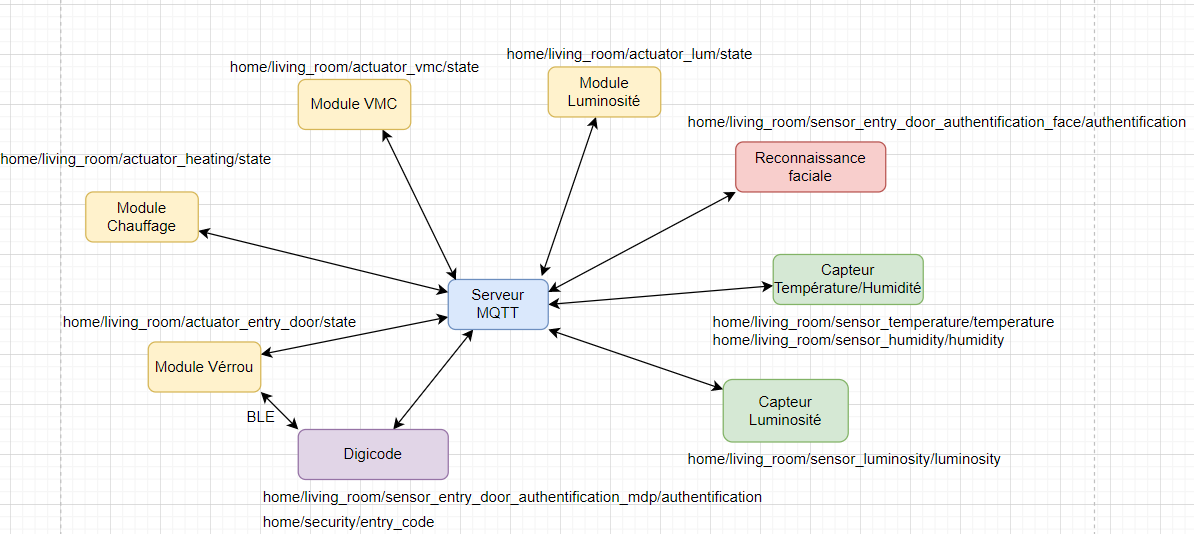 home/living_room/actuator_lum/state
home/living_room/actuator_vmc/state
Module
Luminosité
Module VMC
home/living_room/sensor_entry_door_authentification_face/authentification
home/living_room/actuator_heating/state
Reconnaissance
faciale
Module
Chauffage
Capteur
Température/Humidité
Serveur
MQTT
home/living_room/actuator_entry_door/state
home/living_room/sensor_temperature/temperature
home/living_room/sensor_humidity/humidity
Module Vérrou
BLE
Capteur
Luminosité
Digicode
home/living_room/sensor_luminosity/luminosity
home/living_room/sensor_entry_door_authentification_mdp/authentification
home/security/entry_code